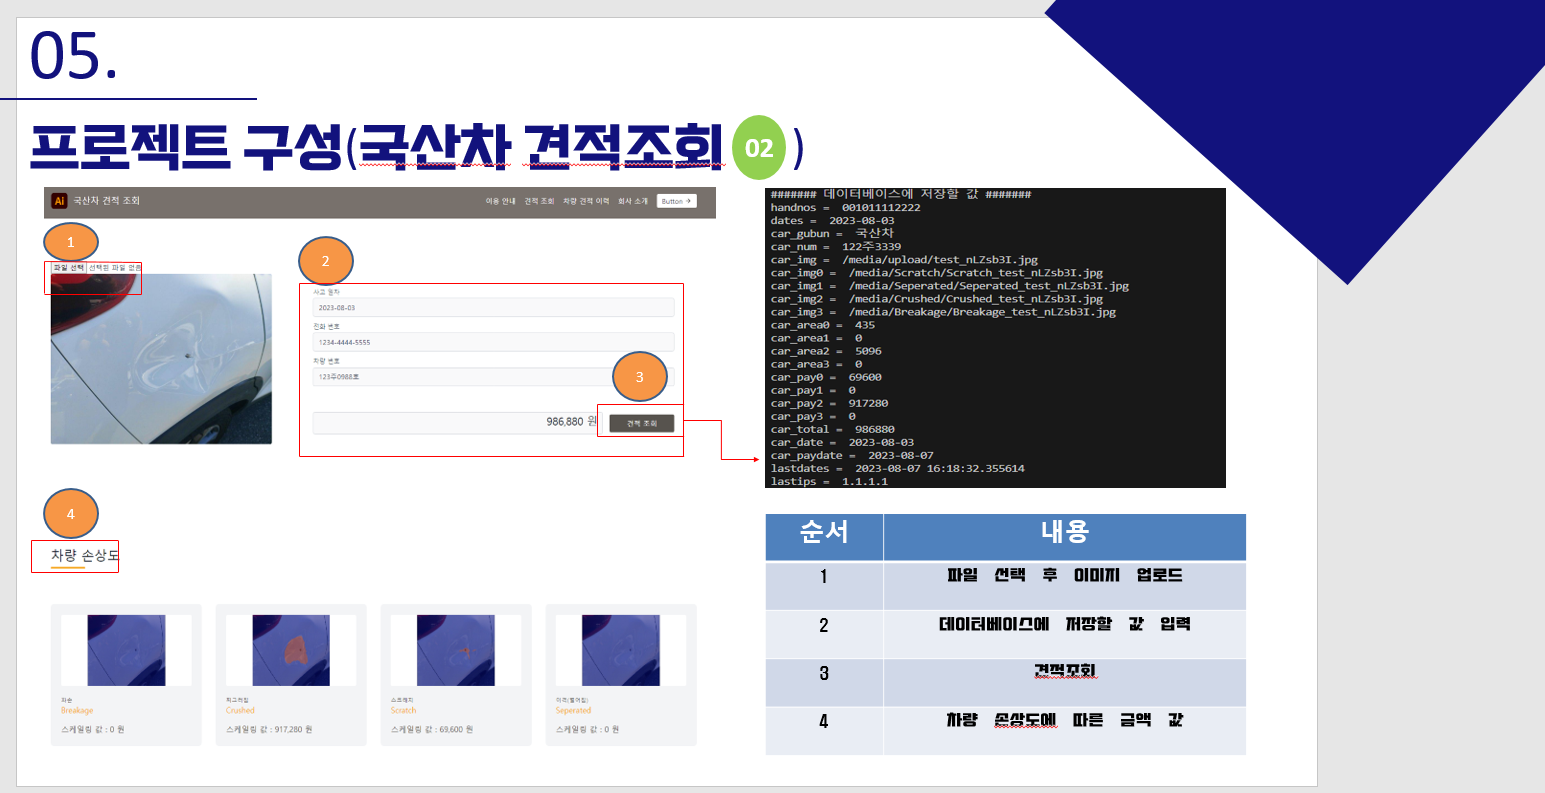 05.
프로젝트 구성(국산차 견적조회 02 )
Ai 국산차 견적 조회
이용 안내 견적 조회 차량 견적 이력 회사 소개 Button →
1
파일 선택 선택된 파일 없음
2
사고 일자
2023-08-03
전화 번호
1234-4444-5555
차량 번호
123주0988호
3
986,880 원
견적 조회
4
차량 손상도
파손
Breakage
스케일링 값 : 0 원
찌그러짐
Crushed
스케일링 값 : 917,280 원
스크래치
Scratch
스케일링 값 : 69,600 원
이격(벌어짐)
Seperated
스케일링 값 : 0 원
####### 데이터베이스에 저장할 값 #######
handnos = 001011112222
dates = 2023-08-03
car_gubun = 국산차
car_num = 122주3339
car_img = /media/upload/test_nLZsb3I.jpg
car_img0 = /media/Scratch/Scratch_test_nLZsb3I.jpg
car_img1 = /media/Seperated/Seperated_test_nLZsb3I.jpg
car_img2 = /media/Crushed/Crushed_test_nLZsb3I.jpg
car_img3 = /media/Breakage/Breakage_test_nLZsb3I.jpg
car_area0 = 435
car_area1 = 0
car_area2 = 5096
car_area3 = 0
car_pay0 = 69600
car_pay1 = 0
car_pay2 = 917280
car_pay3 = 0
car_total = 986880
car_date = 2023-08-03
car_paydate = 2023-08-07
lastdates = 2023-08-07 16:18:32.355614
lastips = 1.1.1.1
순서 내용
1 파일 선택 후 이미지 업로드
2 데이터베이스에 저장할 값 입력
3 견적조회
4 차량 손상도에 따른 금액 값